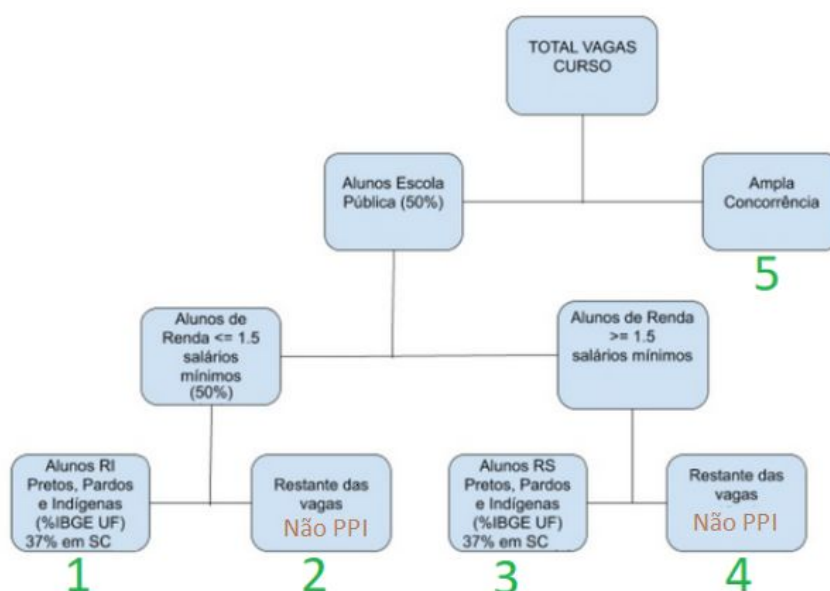 TOTAL VAGAS
CURSO
Alunos Escola
Pública (50%)
Ampla
Concorrência
5
Alunos de
Renda <= 1.5
salários
mínimos
(50%)
Alunos de Renda
>= 1.5
salários mínimos
Alunos RI
Pretos, Pardos
e Indígenas
(%IBGE UF)
37% em SC
1
Restante das
vagas
Não PPI
2
Alunos RS
Pretos, Pardos
e Indígenas
(%IBGE UF)
37% em SC
3
Restante das
vagas
Não PPI
4